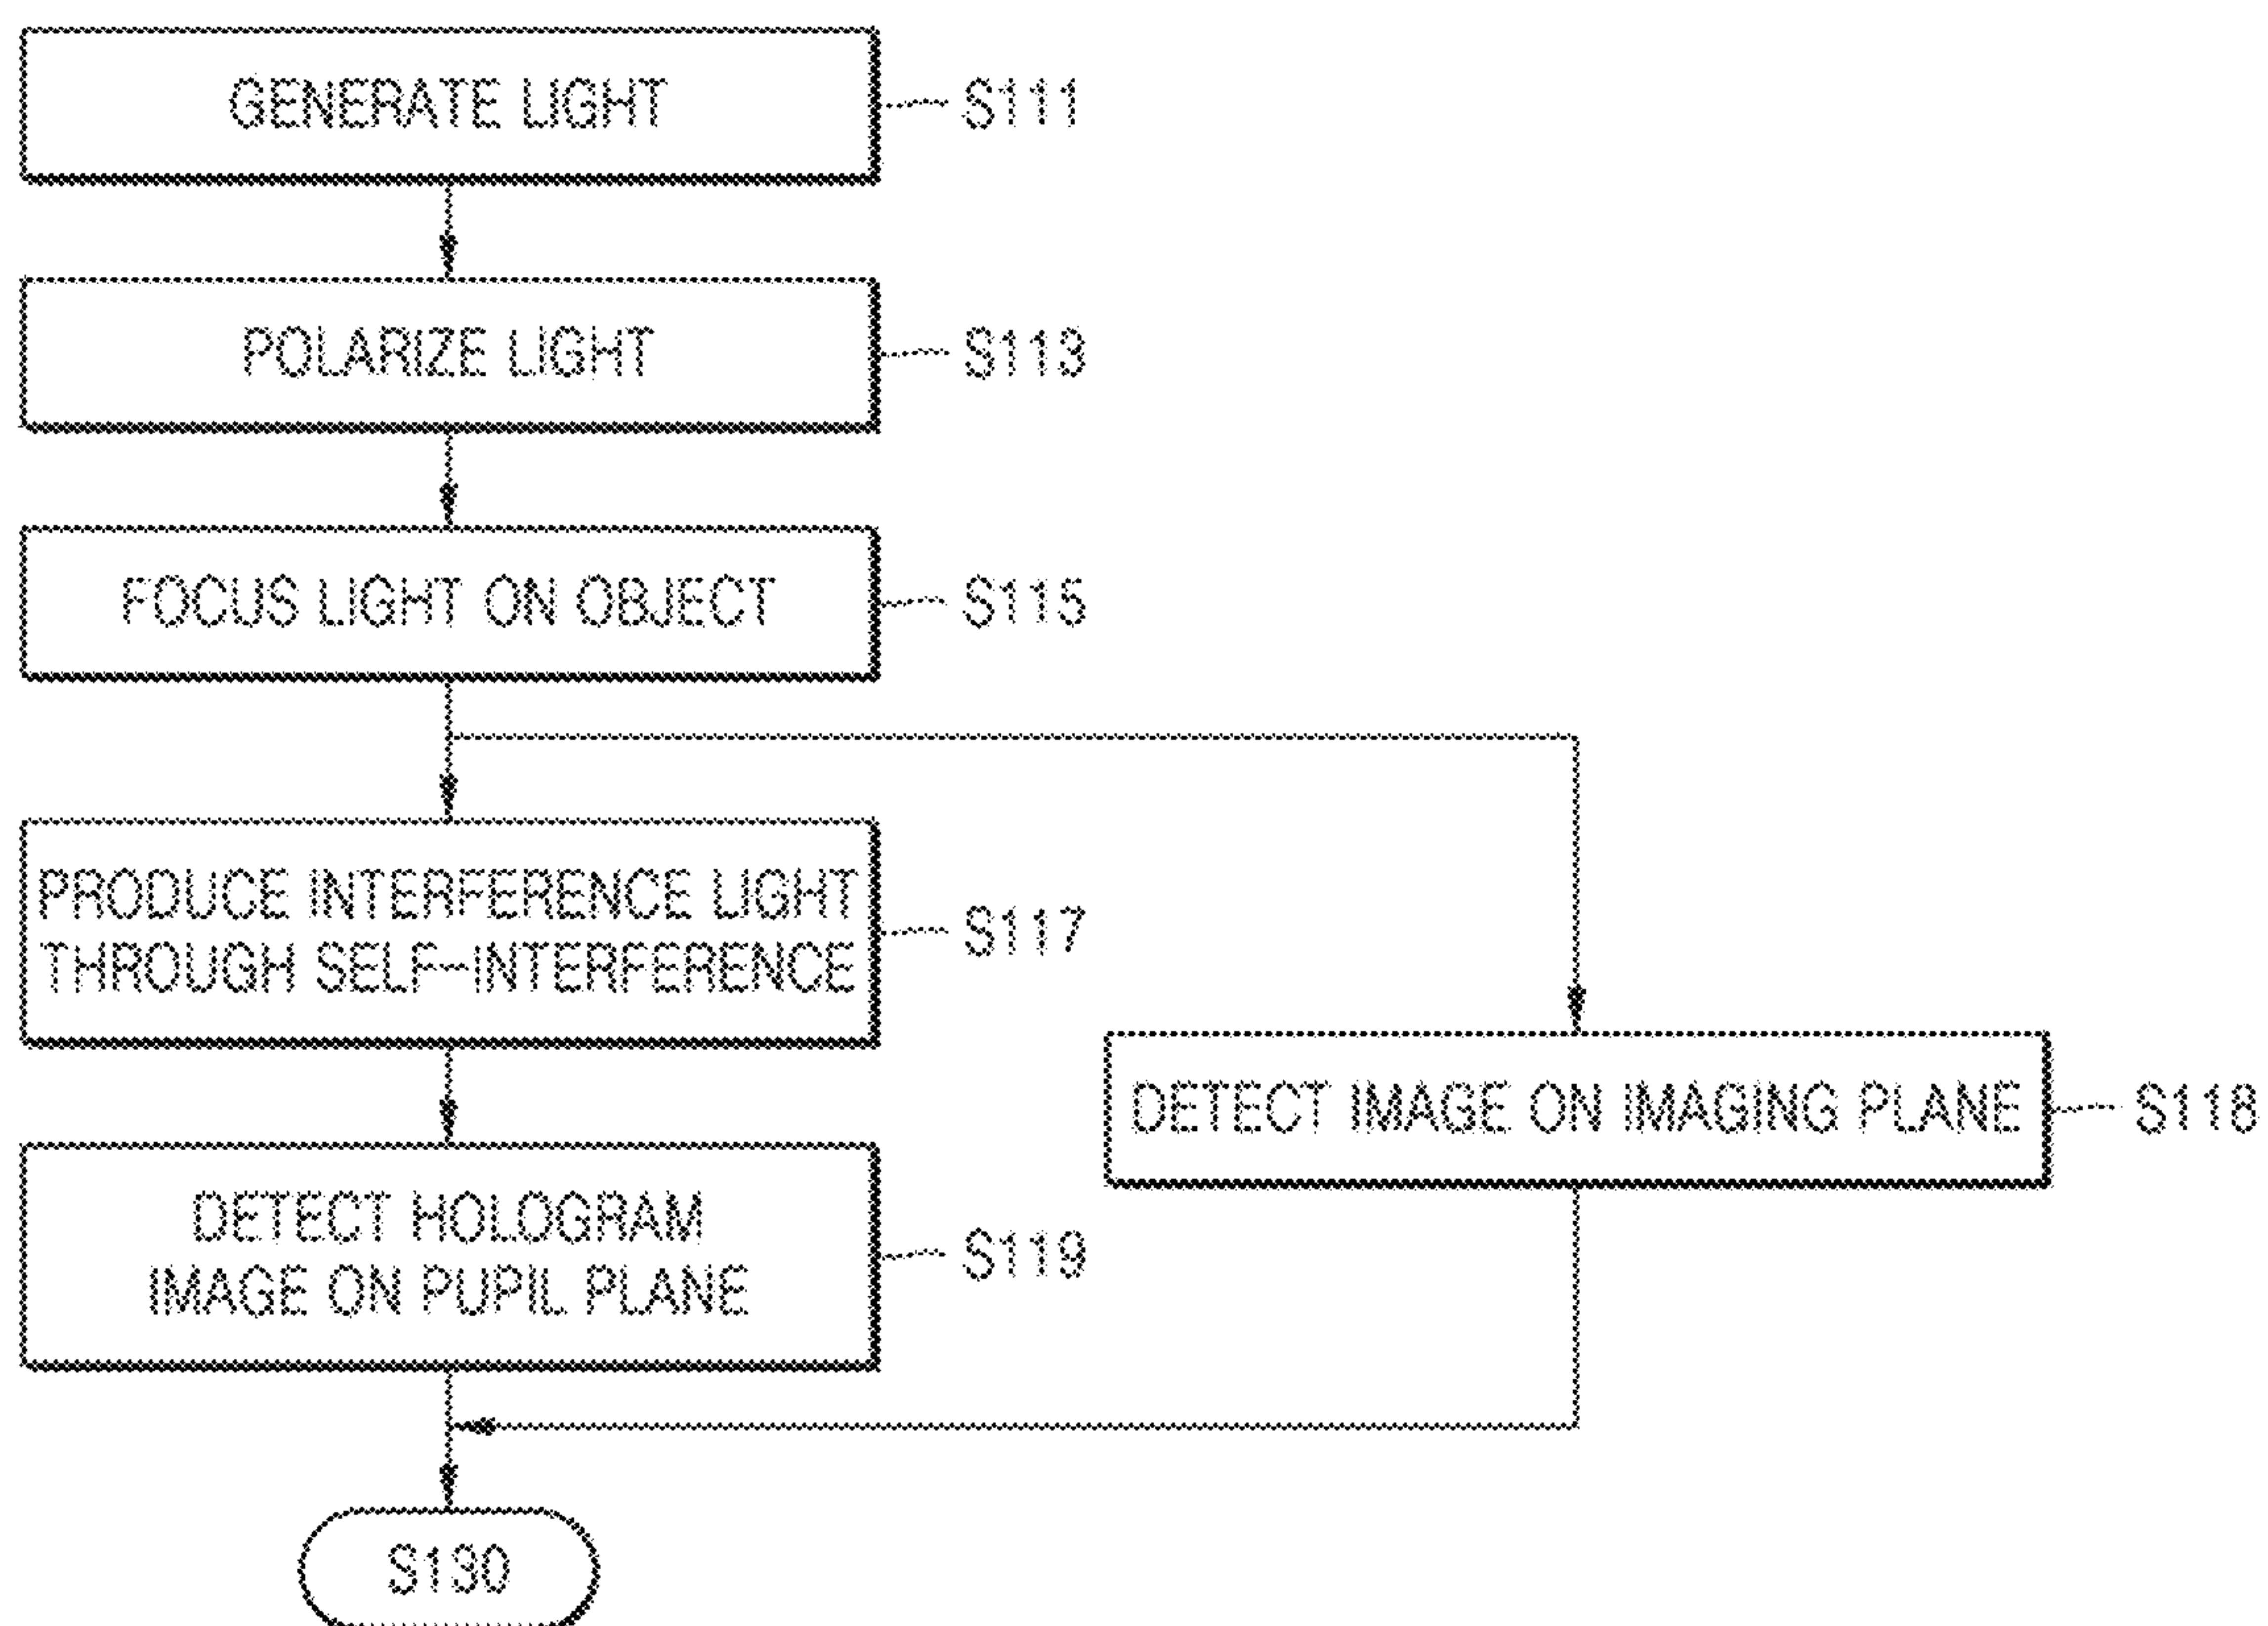 GENERATE LIGHT
S111
POLARIZE LIGHT
S113
FOCUS LIGHT ON OBJECT
S115
PRODUCE INTERFERENCE LIGHT
THROUGH SELF-INTERFERENCE
S117
DETECT IMAGE ON IMAGING PLANE
S118
DETECT HOLOGRAM
IMAGE ON PUPIL PLANE
S119
S130